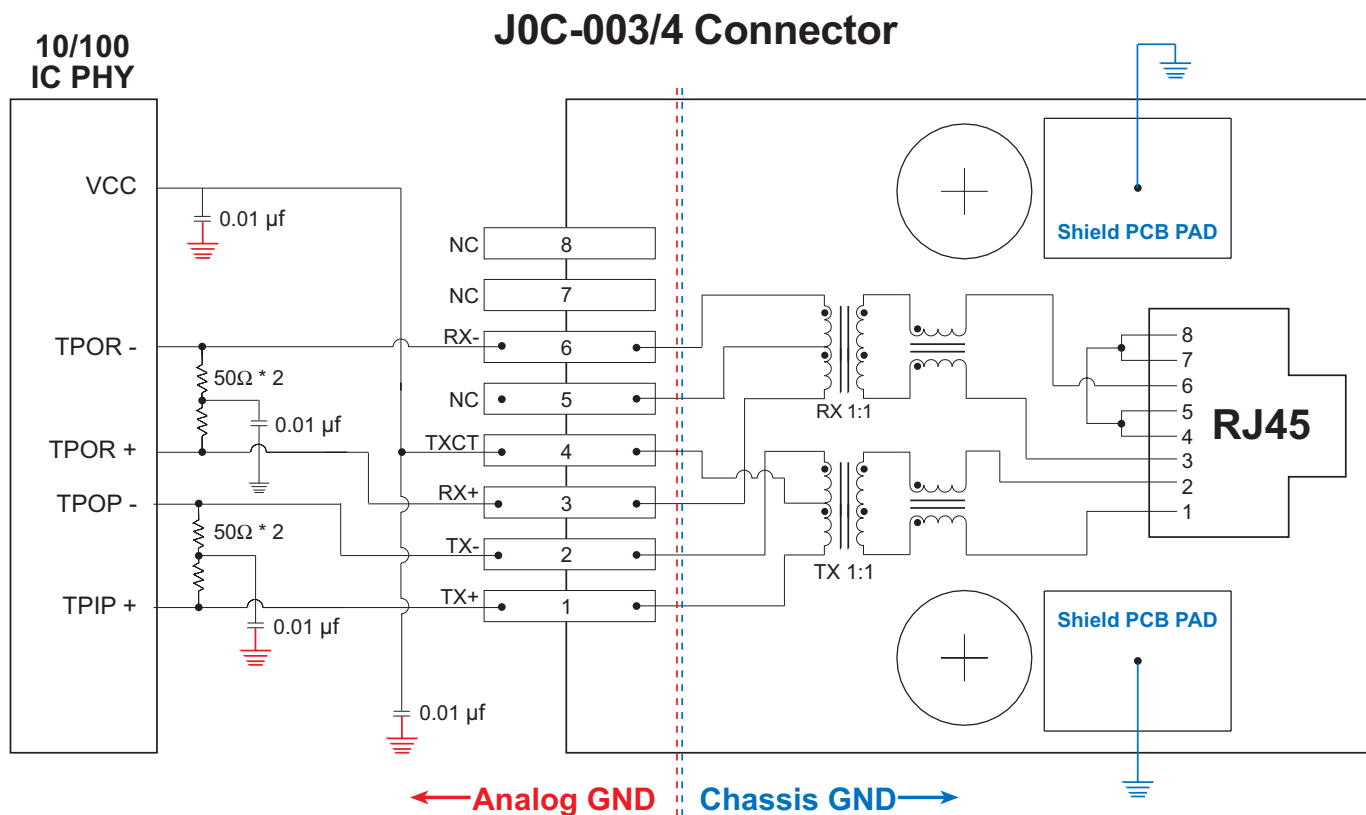 J0C-003/4 Connector
10/100
IC PHY
VCC
0.01 µf
Shield PCB PAD
NC
8
NC
7
TPOR -
RX-
6
50Ω * 2
NC
5
0.01 µf
RX 1:1
8
7
6
5
4
3
2
1
RJ45
TPOR +
TXCT
4
TPOP -
RX+
3
50Ω * 2
TX-
2
TX 1:1
TPIP +
TX+
1
0.01 µf
Shield PCB PAD
0.01 µf
Analog GND
Chassis GND